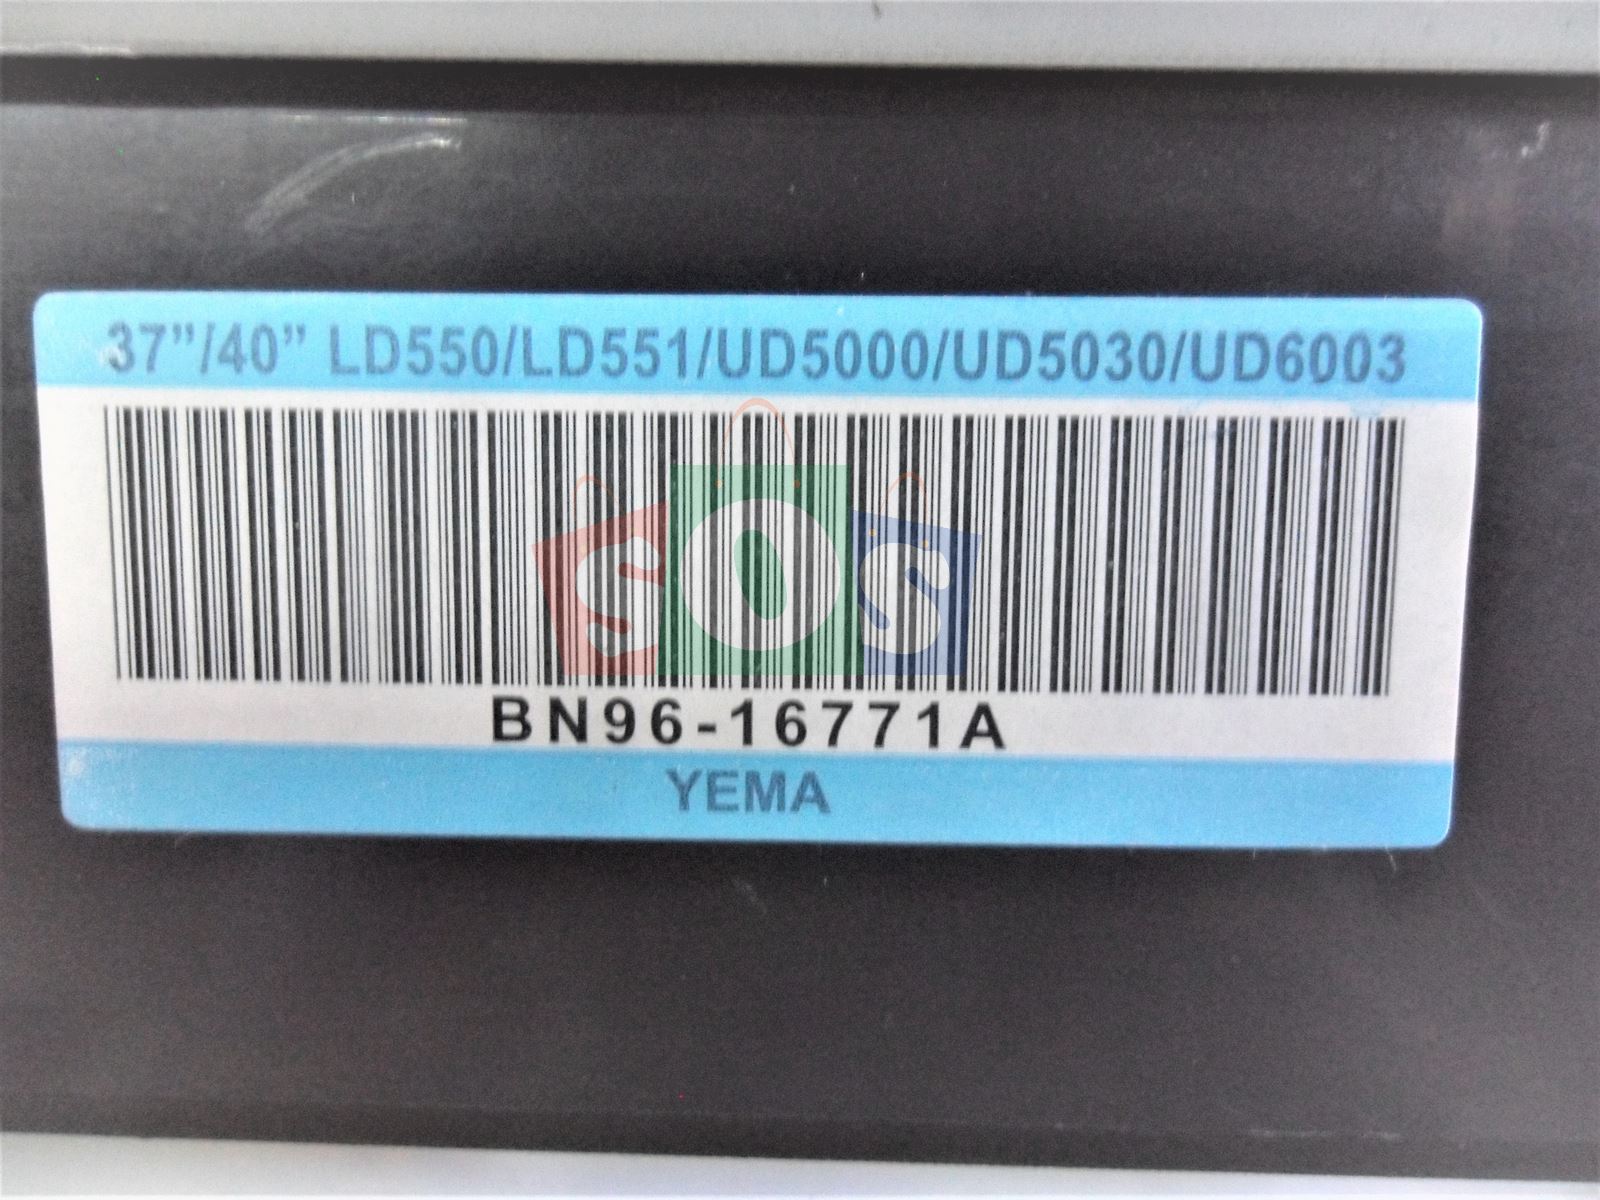 37”/40” LD550/LD551/UD5000/UD5030/UD6003
SOS
BN96-16771A
YEMA